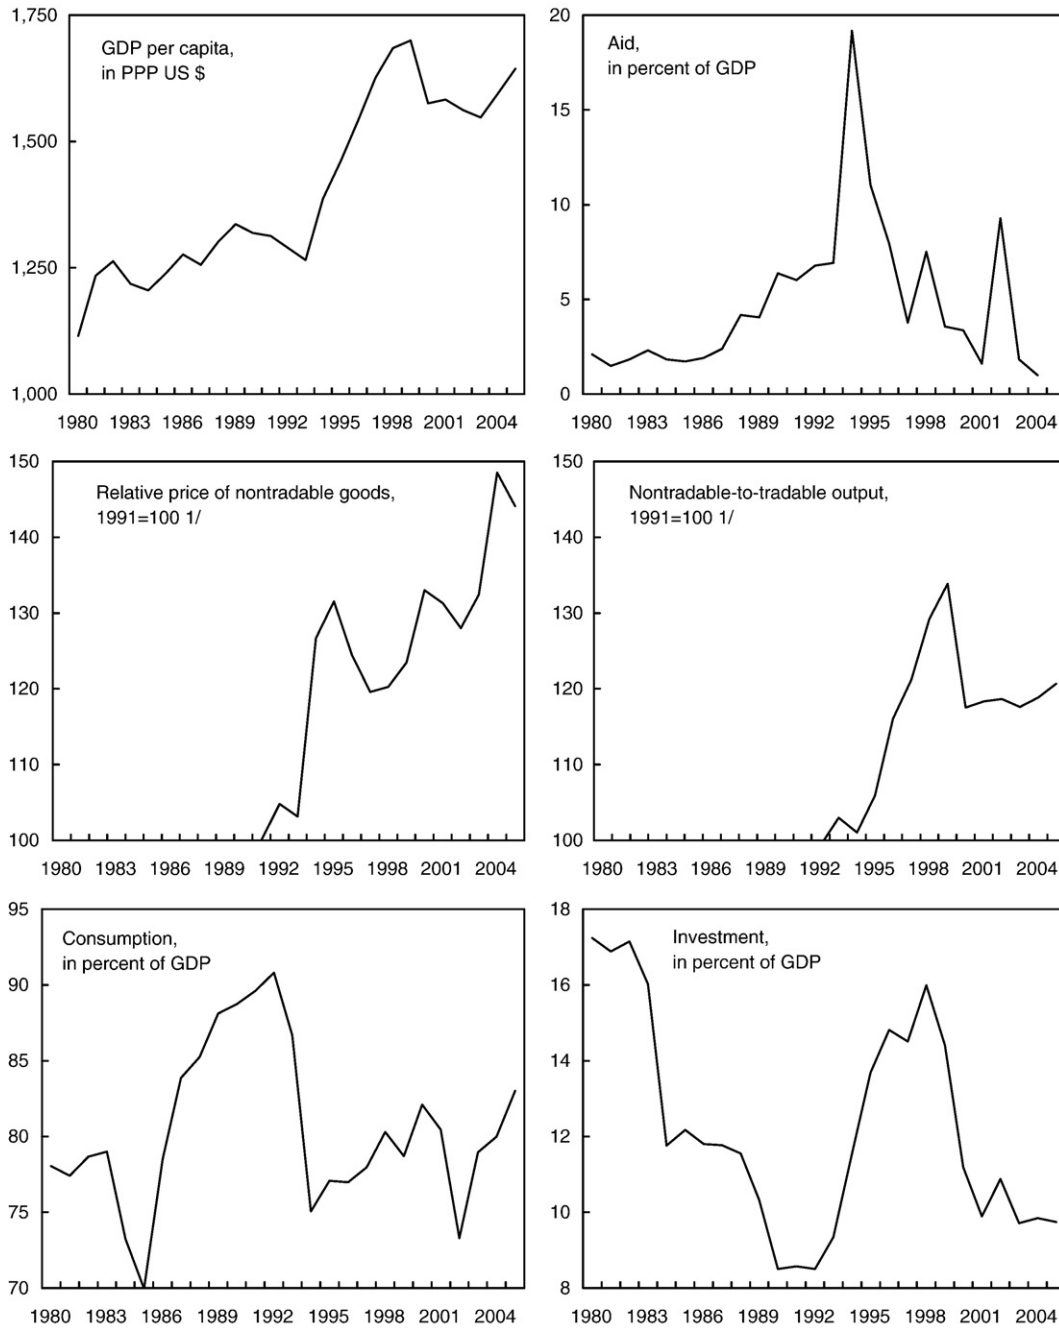 GDP per capita,
in PPP US $
1,750
1,500
1,250
1,000
1980 1983 1986 1989 1992 1995 1998 2001 2004
Aid,
in percent of GDP
20
15
10
5
0
1980 1983 1986 1989 1992 1995 1998 2001 2004
Relative price of nontradable goods,
1991=100 1/
150
140
130
120
110
100
1980 1983 1986 1989 1992 1995 1998 2001 2004
Nontradable-to-tradable output,
1991=100 1/
150
140
130
120
110
100
1980 1983 1986 1989 1992 1995 1998 2001 2004
Consumption,
in percent of GDP
95
90
85
80
75
70
1980 1983 1986 1989 1992 1995 1998 2001 2004
Investment,
in percent of GDP
18
16
14
12
10
8
1980 1983 1986 1989 1992 1995 1998 2001 2004